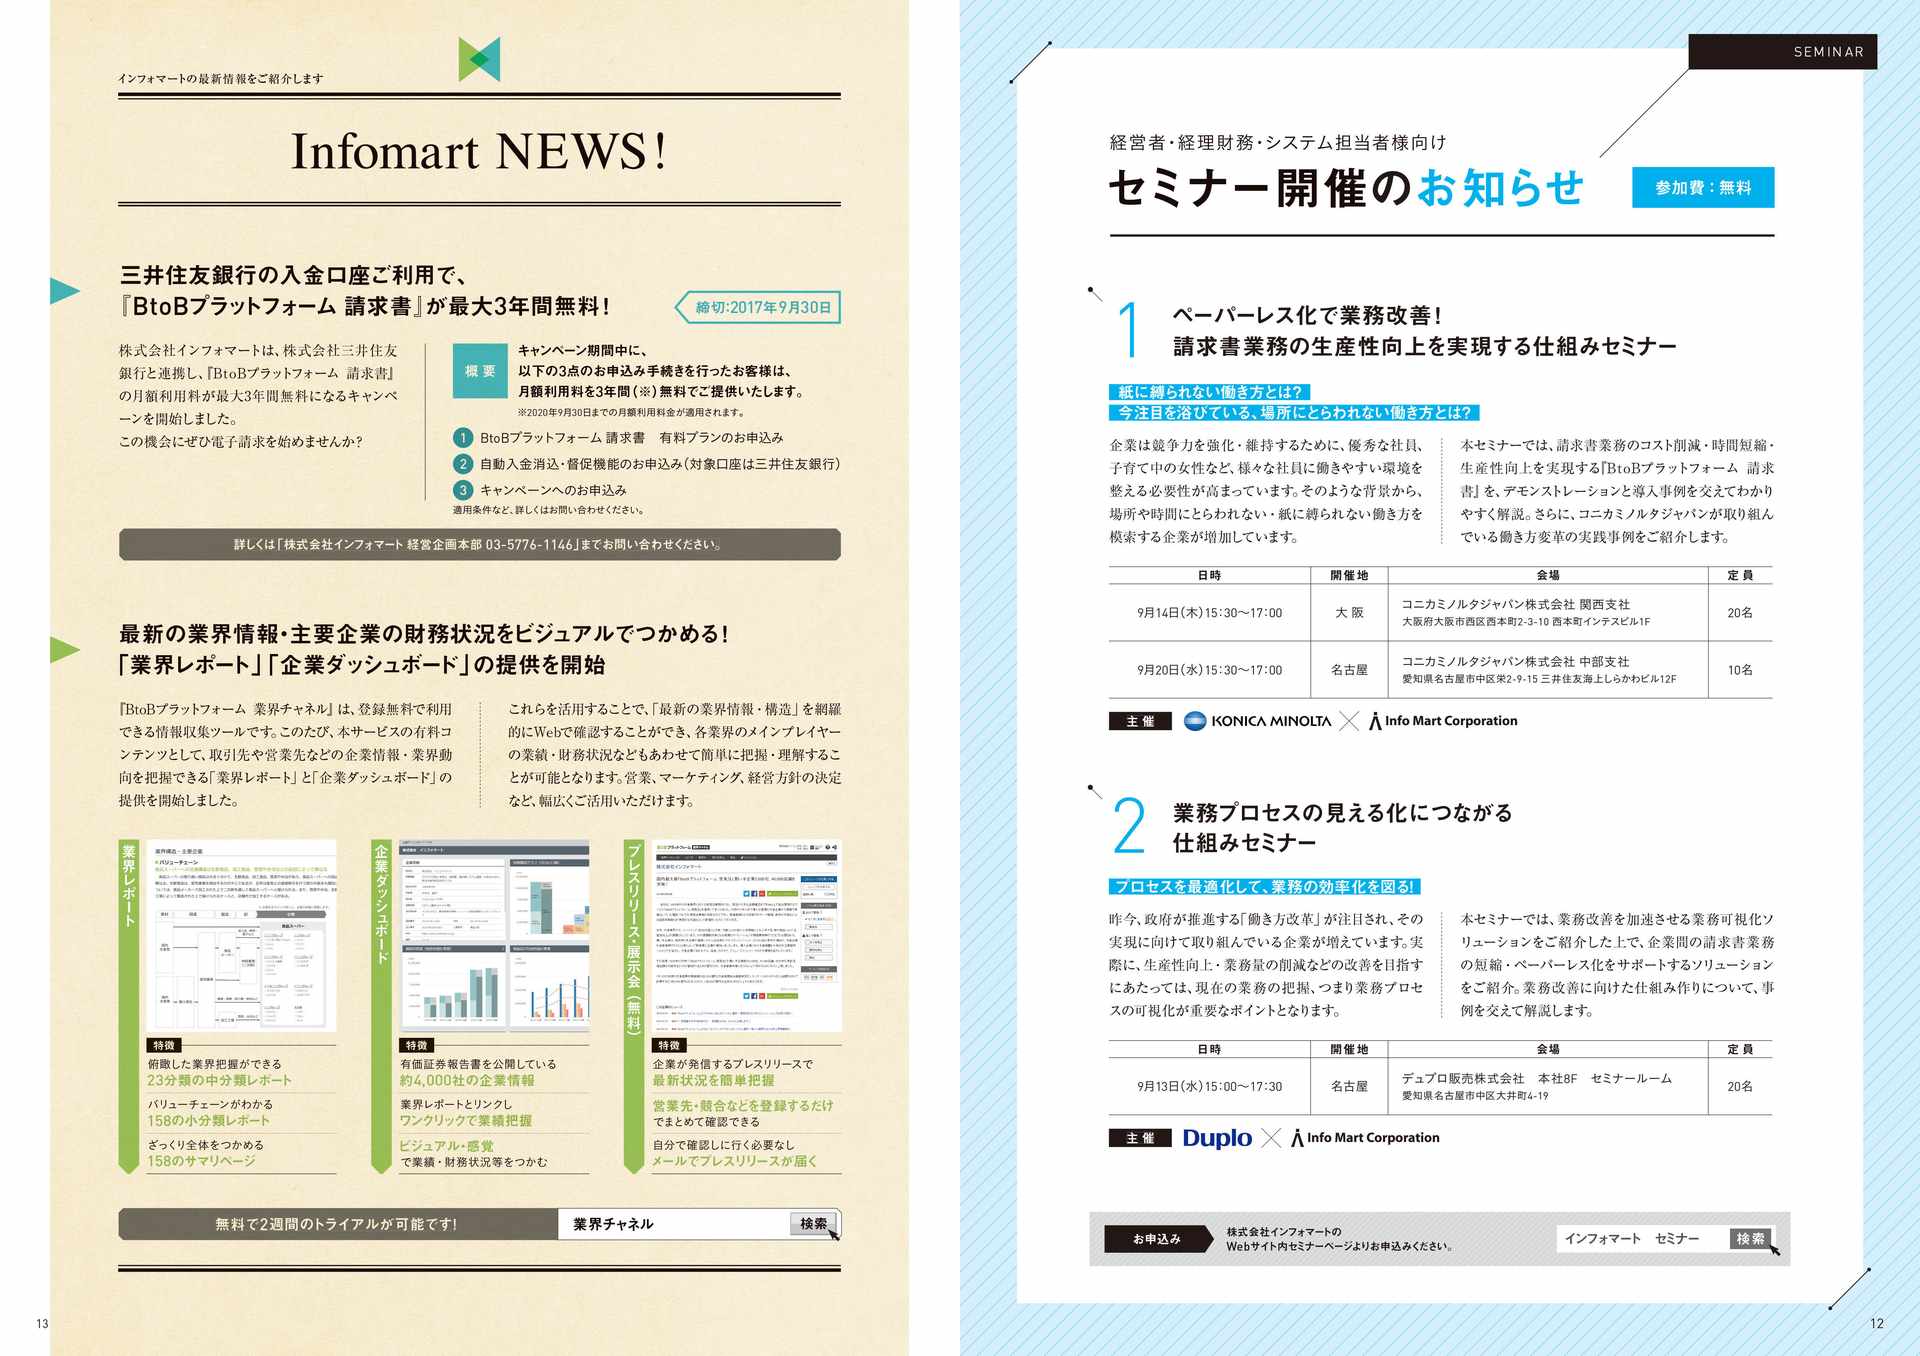 SEMINAR
経営者・経理財務・システム担当者様向け
セミナー開催のお知らせ
参加費：無料
1
ペーパーレス化で業務改善！
請求書業務の生産性向上を実現する仕組みセミナー
紙に縛られない働き方とは？
今注目を浴びている、場所にとらわれない働き方とは？
企業は競争力を強化・維持するために、優秀な社員、
子育て中の女性など、様々な社員に働きやすい環境を
整える必要性が高まっています。そのような背景から、
場所や時間にとらわれない・紙に縛られない働き方を
模索する企業が増加しています。
本セミナーでは、請求書業務のコスト削減・時間短縮・
生産性向上を実現する『BtoBプラットフォーム 請求
書』を、デモンストレーションと導入事例を交えてわかり
やすく解説。さらに、コニカミノルタジャパンが取り組ん
でいる働き方変革の実践事例をご紹介します。
日時 開催地 会場 定員
9月14日（木）15：30〜17：00 大阪 コニカミノルタジャパン株式会社 関西支社 20名
大阪府大阪市西区西本町2-3-10 西本町インテスビル1F
9月20日（水）15：30〜17：00 名古屋 コニカミノルタジャパン株式会社 中部支社 10名
愛知県名古屋市中区栄2-9-15 三井住友海上しらかわビル12F
主催 KONICA MINOLTA × Info Mart Corporation
2
業務プロセスの見える化につながる
仕組みセミナー
プロセスを最適化して、業務の効率化を図る！
昨今、政府が推進する「働き方改革」が注目され、その
実現に向けて取り組んでいる企業が増えています。実
際に、生産性向上・業務量の削減などの改善を目指す
にあたっては、現在の業務の把握、つまり業務プロセ
スの可視化が重要なポイントとなります。
本セミナーでは、業務改善を加速させる業務可視化ソ
リューションをご紹介した上で、企業間の請求書業務
の短縮・ペーパーレス化をサポートするソリューション
をご紹介。業務改善に向けた仕組み作りについて、事
例を交えて解説します。
日時 開催地 会場 定員
9月13日（水）15：00〜17：30 名古屋 デュプロ販売株式会社　本社8F　セミナールーム 20名
愛知県名古屋市中区大井町4-19
主催 Duplo × Info Mart Corporation
お申込み
株式会社インフォマートの
Webサイト内セミナーページよりお申込みください。
インフォマート　セミナー 検索
12
インフォマートの最新情報をご紹介します
Infomart NEWS!
三井住友銀行の入金口座ご利用で、
『BtoBプラットフォーム 請求書』が最大3年間無料！
締切：2017年9月30日
株式会社インフォマートは、株式会社三井住友
銀行と連携し、『BtoBプラットフォーム 請求書』
の月額利用料が最大3年間無料になるキャンペ
ーンを開始しました。
この機会にぜひ電子請求を始めませんか？
概要
キャンペーン期間中に、
以下の3点のお申込み手続きを行ったお客様は、
月額利用料を3年間（※）無料でご提供いたします。
※2020年9月30日までの月額利用料金が適用されます。
1 BtoBプラットフォーム 請求書　有料プランのお申込み
2 自動入金消込・督促機能のお申込み（対象口座は三井住友銀行）
3 キャンペーンへのお申込み
適用条件など、詳しくはお問い合わせください。
詳しくは「株式会社インフォマート 経営企画本部 03-5776-1146」までお問い合わせください。
最新の業界情報・主要企業の財務状況をビジュアルでつかめる！
「業界レポート」「企業ダッシュボード」の提供を開始
『BtoBプラットフォーム 業界チャネル』は、登録無料で利用
できる情報収集ツールです。このたび、本サービスの有料コ
ンテンツとして、取引先や営業先などの企業情報・業界動
向を把握できる「業界レポート」と「企業ダッシュボード」の
提供を開始しました。
これらを活用することで、「最新の業界情報・構造」を網羅
的にWebで確認することができ、各業界のメインプレイヤー
の業績・財務状況などもあわせて簡単に把握・理解するこ
とが可能となります。営業、マーケティング、経営方針の決定
など、幅広くご活用いただけます。
業界レポート
業界構造・主要企業
バリューチェーン
特徴
俯瞰した業界把握ができる
23分類の中分類レポート
バリューチェーンがわかる
158の小分類レポート
ざっくり全体をつかめる
158のサマリページ
企業ダッシュボード
特徴
有価証券報告書を公開している
約4,000社の企業情報
業界レポートとリンクし
ワンクリックで業績把握
ビジュアル・感覚
で業績・財務状況等をつかむ
プレスリリース・展示会（無料）
特徴
企業が発信するプレスリリースで
最新状況を簡単把握
営業先・競合などを登録するだけ
でまとめて確認できる
自分で確認しに行く必要なし
メールでプレスリリースが届く
無料で2週間のトライアルが可能です！
業界チャネル 検索
13